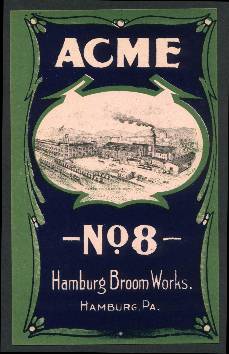 ACME
-No8-
Hamburg Broom Works.
HAMBURG, PA.